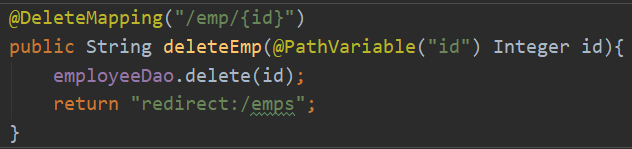 @DeleteMapping("/emp/{id}")
public String deleteEmp(@PathVariable("id") Integer id){
    employeeDao.delete(id);
    return "redirect:/emps";
}